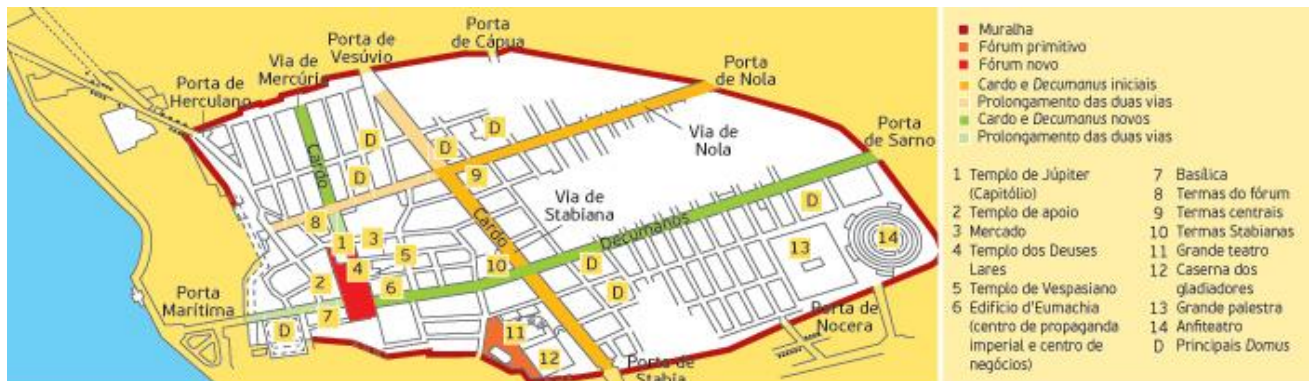 Porta
de Cápua
Porta de
Vesúvio
Via de
Mercúrio
Porta de
Herculano
Porta
de Nola
Via de
Nola
Porta
de Sarno
Via de
Stabiana
Cardo
Cardo
Decumanos
Porta
Marítima
Porta de
Nocera
Porta de
Stabia
D
D
D
D
9
8
1
3
4
5
2
6
7
D
10
D
D
D
11
12
13
14
Muralha
Fórum primitivo
Fórum novo
Cardo e Decumanus iniciais
Prolongamento das duas vias
Cardo e Decumanus novos
Prolongamento das duas vias
1 Templo de Júpiter
(Capitólio)
2 Templo de apoio
3 Mercado
4 Templo dos Deuses
Lares
5 Templo de Vespasiano
6 Edifício d'Eumachia
(centro de propaganda
imperial e centro de
negócios)
7 Basílica
8 Termas do fórum
9 Termas centrais
10 Termas Stabianas
11 Grande teatro
12 Caserna dos
gladiadores
13 Grande palestra
14 Anfiteatro
D Principais Domus